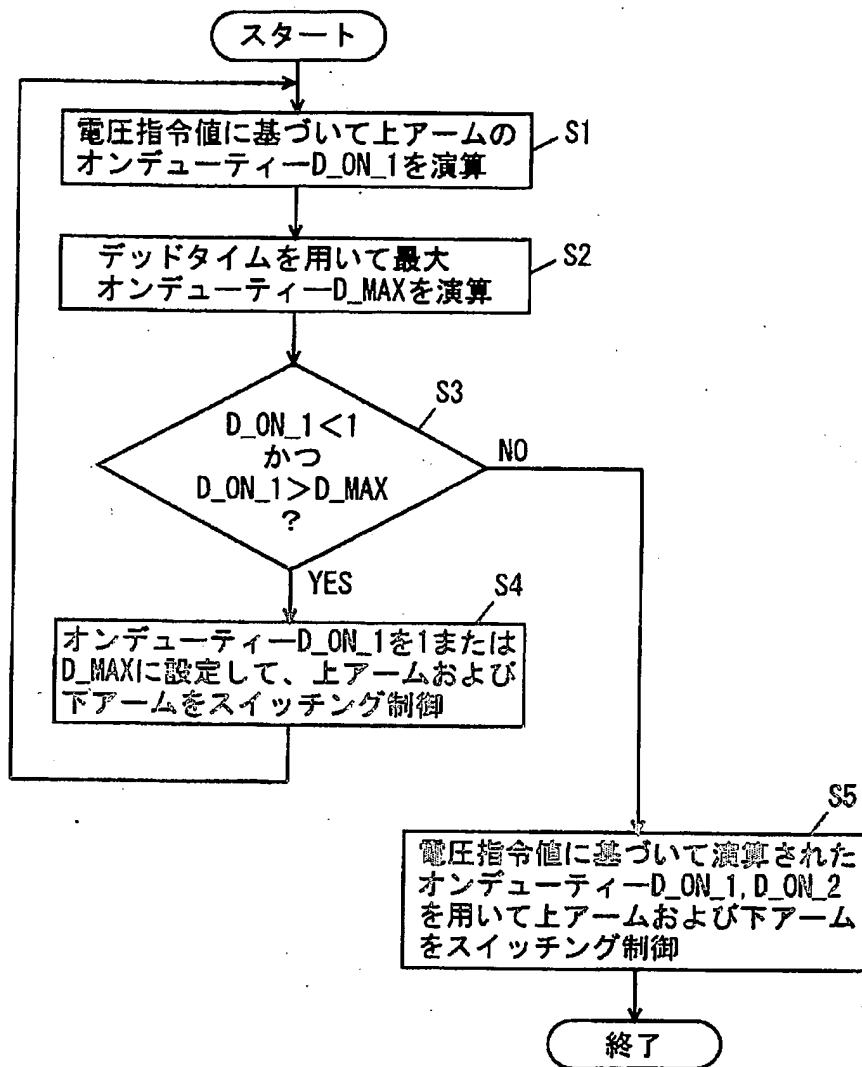 スタート
電圧指令値に基づいて上アームの
オンデューティーD_ON_1を演算
S1
デッドタイムを用いて最大
オンデューティーD_MAXを演算
S2
S3
D_ON_1<1
かつ
D_ON_1>D_MAX
?
NO
YES
S4
オンデューティーD_ON_1を1または
D_MAXに設定して、上アームおよび
下アームをスイッチング制御
S5
電圧指令値に基づいて演算された
オンデューティーD_ON_1,D_ON_2
を用いて上アームおよび下アーム
をスイッチング制御
終了